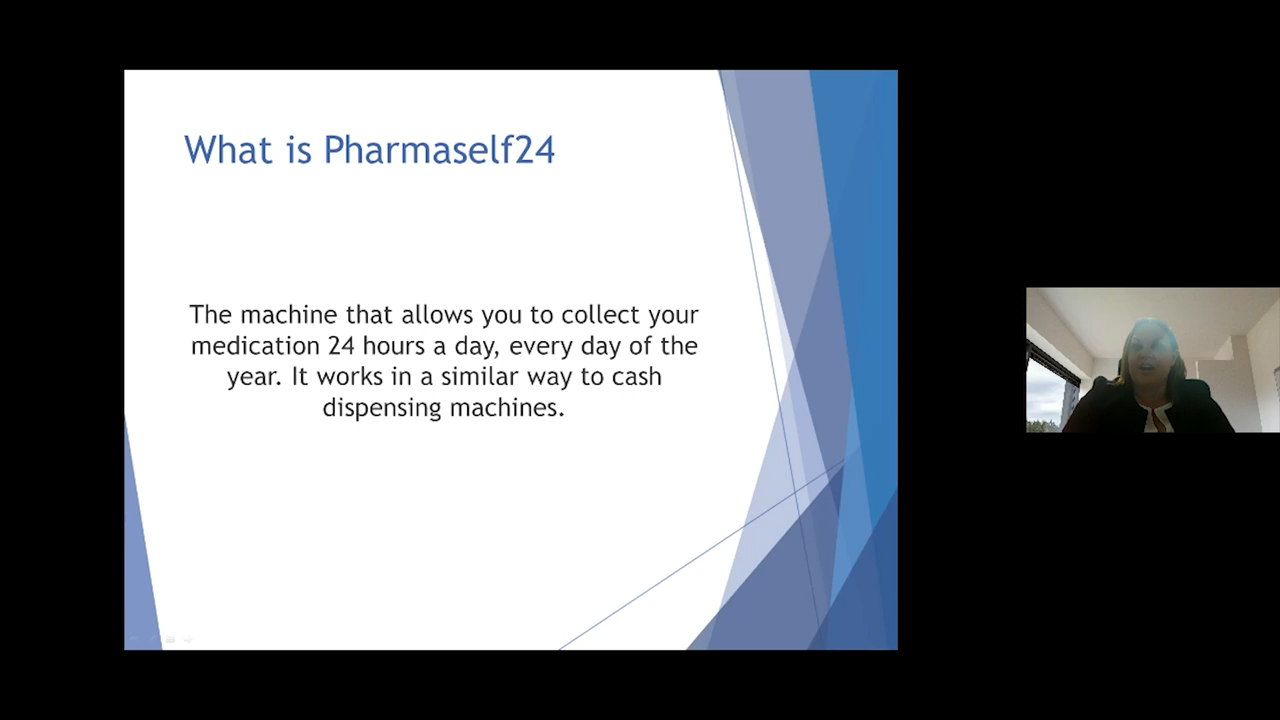 What is Pharmaself24
The machine that allows you to collect your
medication 24 hours a day, every day of the
year. It works in a similar way to cash
dispensing machines.